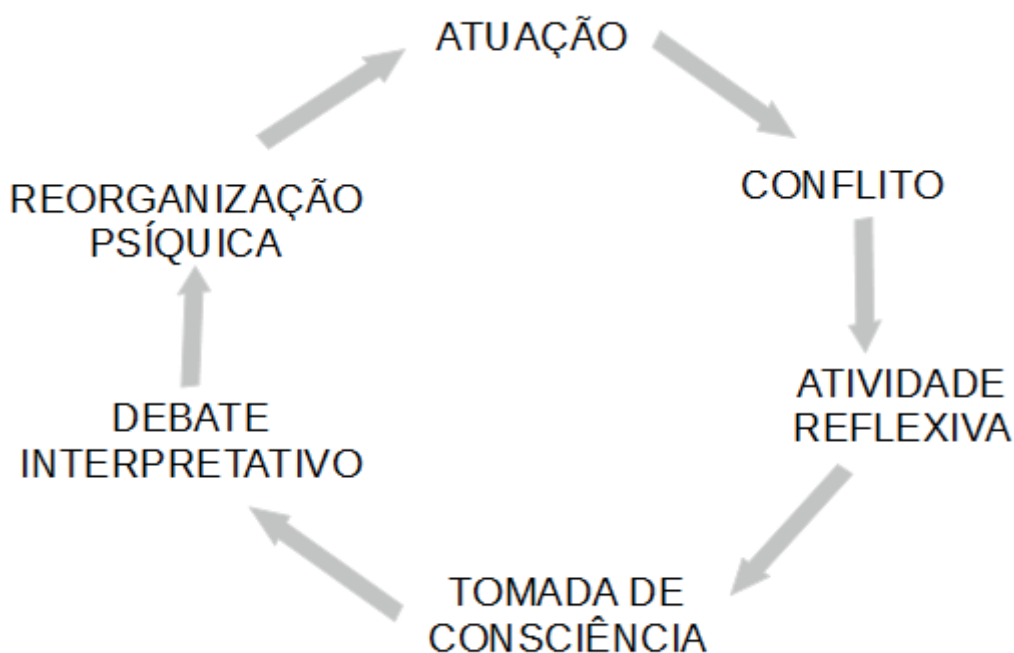 ATUAÇÃO
CONFLITO
ATIVIDADE
REFLEXIVA
TOMADA DE
CONSCIÊNCIA
DEBATE
INTERPRETATIVO
REORGANIZAÇÃO
PSÍQUICA